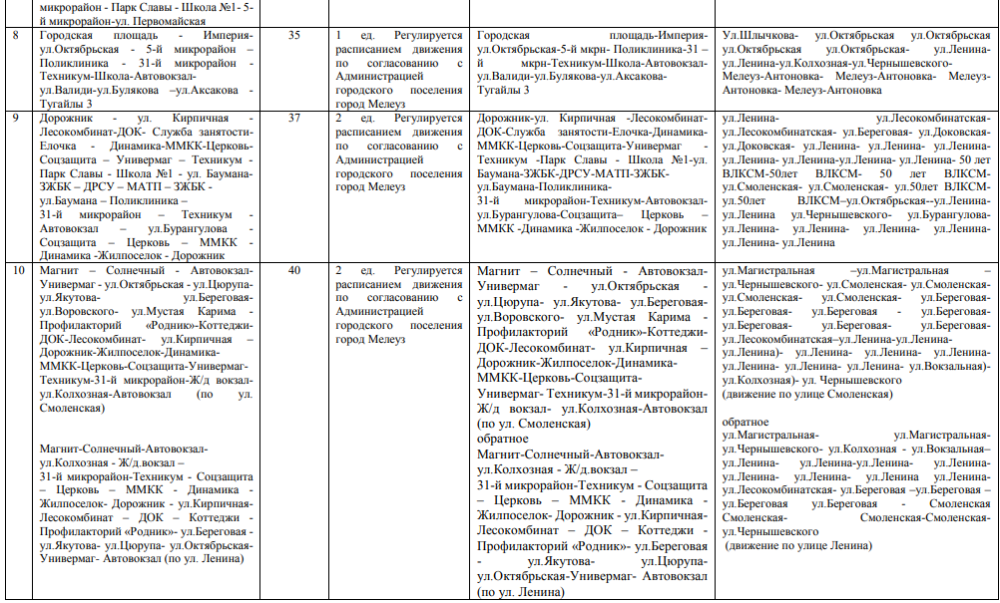 микрорайон - Парк Славы - Школа №1- 5-
й микрорайон-ул. Первомайская
8
Городская площадь - Империя-
ул.Октябрьская - 5-й микрорайон –
Поликлиника - 31-й микрорайон -
Техникум-Школа-Автовокзал-
ул.Валиди-ул.Булякова –ул.Аксакова -
Тугайлы 3
35
1 ед. Регулируется
расписанием движения
по согласованию с
Администрацией
городского поселения
город Мелеуз
Городская площадь-Империя-
ул.Октябрьская-5-й мкрн- Поликлиника-31 –
й мкрн-Техникум-Школа-Автовокзал-
ул.Валиди-ул.Булякова-ул.Аксакова-
Тугайлы 3
Ул.Шлычкова- ул.Октябрьская ул.Октябрьская
ул.Октябрьская ул.Октябрьская- ул.Ленина-
ул.Ленина-ул.Колхозная-ул.Чернышевского-
Мелеуз-Антоновка- Мелеуз-Антоновка- Мелеуз-
Антоновка- Мелеуз-Антоновка
9
Дорожник - ул. Кирпичная -
Лесокомбинат-ДОК- Служба занятости-
Елочка - Динамика-ММКК-Церковь-
Соцзащита – Универмаг – Техникум -
Парк Славы - Школа №1 - ул. Баумана-
ЗЖБК – ДРСУ – МАТП – ЗЖБК -
ул.Баумана – Поликлиника –
31-й микрорайон – Техникум -
Автовокзал – ул.Бурангулова -
Соцзащита – Церковь – ММКК -
Динамика -Жилпоселок - Дорожник
37
2 ед. Регулируется
расписанием движения
по согласованию с
Администрацией
городского поселения
город Мелеуз
Дорожник-ул. Кирпичная -Лесокомбинат-
ДОК-Служба занятости-Елочка-Динамика-
ММКК-Церковь-Соцзащита-Универмаг -
Техникум -Парк Славы - Школа №1-ул.
Баумана-ЗЖБК-ДРСУ-МАТП-ЗЖБК-
ул.Баумана-Поликлиника-
31-й микрорайон-Техникум-Автовокзал-
ул.Бурангулова-Соцзащита– Церковь –
ММКК -Динамика -Жилпоселок - Дорожник
ул.Ленина- ул.Лесокомбинатская-
ул.Лесокомбинатская- ул.Береговая- ул.Доковская-
ул.Доковская- ул.Ленина- ул.Ленина- ул.Ленина-
ул.Ленина- ул.Ленина-ул.Ленина- ул.Ленина- 50 лет
ВЛКСМ-50лет ВЛКСМ- 50 лет ВЛКСМ-
ул.Смоленская- ул.Смоленская- ул.50лет ВЛКСМ-
ул.50лет ВЛКСМ–ул.Октябрьская--ул.Ленина-
ул.Ленина ул.Чернышевского- ул.Бурангулова-
ул.Ленина- ул.Ленина- ул.Ленина- ул.Ленина-
ул.Ленина- ул.Ленина
10
Магнит – Солнечный - Автовокзал-
Универмаг - ул.Октябрьская - ул.Цюрупа-
ул.Якутова- ул.Береговая-
ул.Воровского- ул.Мустая Карима -
Профилакторий «Родник»-Коттеджи-
ДОК-Лесокомбинат- ул.Кирпичная –
Дорожник-Жилпоселок-Динамика-
ММКК-Церковь-Соцзащита-Универмаг-
Техникум-31-й микрорайон-Ж/д вокзал-
ул.Колхозная-Автовокзал (по ул.
Смоленская)
Магнит-Солнечный-Автовокзал-
ул.Колхозная - Ж/д.вокзал –
31-й микрорайон-Техникум - Соцзащита
– Церковь – ММКК - Динамика -
Жилпоселок- Дорожник - ул.Кирпичная-
Лесокомбинат – ДОК – Коттеджи -
Профилакторий «Родник»- ул.Береговая -
ул.Якутова- ул.Цюрупа- ул.Октябрьская-
Универмаг- Автовокзал (по ул. Ленина)
40
2 ед. Регулируется
расписанием движения
по согласованию с
Администрацией
городского поселения
город Мелеуз
Магнит – Солнечный - Автовокзал-
Универмаг - ул.Октябрьская -
ул.Цюрупа- ул.Якутова- ул.Береговая-
ул.Воровского- ул.Мустая Карима -
Профилакторий «Родник»-Коттеджи-
ДОК-Лесокомбинат- ул.Кирпичная –
Дорожник-Жилпоселок-Динамика-
ММКК-Церковь-Соцзащита-
Универмаг- Техникум-31-й микрорайон-
Ж/д вокзал- ул.Колхозная-Автовокзал
(по ул. Смоленская)
обратное
Магнит-Солнечный-Автовокзал-
ул.Колхозная - Ж/д.вокзал –
31-й микрорайон-Техникум - Соцзащита
– Церковь – ММКК - Динамика -
Жилпоселок- Дорожник - ул.Кирпичная-
Лесокомбинат – ДОК – Коттеджи -
Профилакторий «Родник»- ул.Береговая
- ул.Якутова- ул.Цюрупа-
ул.Октябрьская-Универмаг- Автовокзал
(по ул. Ленина)
ул.Магистральная –ул.Магистральная –
ул.Чернышевского- ул.Смоленская- ул.Смоленская-
ул.Смоленская- ул.Смоленская- ул.Береговая-
ул.Береговая- ул.Береговая - ул.Береговая-
ул.Береговая- ул.Береговая- ул.Береговая-
ул.Лесокомбинатская–ул.Ленина-ул.Ленина-
ул.Ленина)- ул.Ленина- ул.Ленина- ул.Ленина-
ул.Ленина- ул.Ленина- ул.Ленина- ул.Вокзальная)-
ул.Колхозная)- ул. Чернышевского
(движение по улице Смоленская)
обратное
ул.Магистральная- ул.Магистральная-
ул.Чернышевского- ул.Колхозная - ул.Вокзальная–
ул.Ленина- ул.Ленина-ул.Ленина- ул.Ленина-
ул.Ленина- ул.Ленина- ул.Ленина ул.Ленина-
ул.Лесокомбинатская- ул.Береговая –ул.Береговая –
ул.Береговая ул.Береговая - Смоленская
Смоленская- Смоленская-Смоленская-
ул.Чернышевского
(движение по улице Ленина)